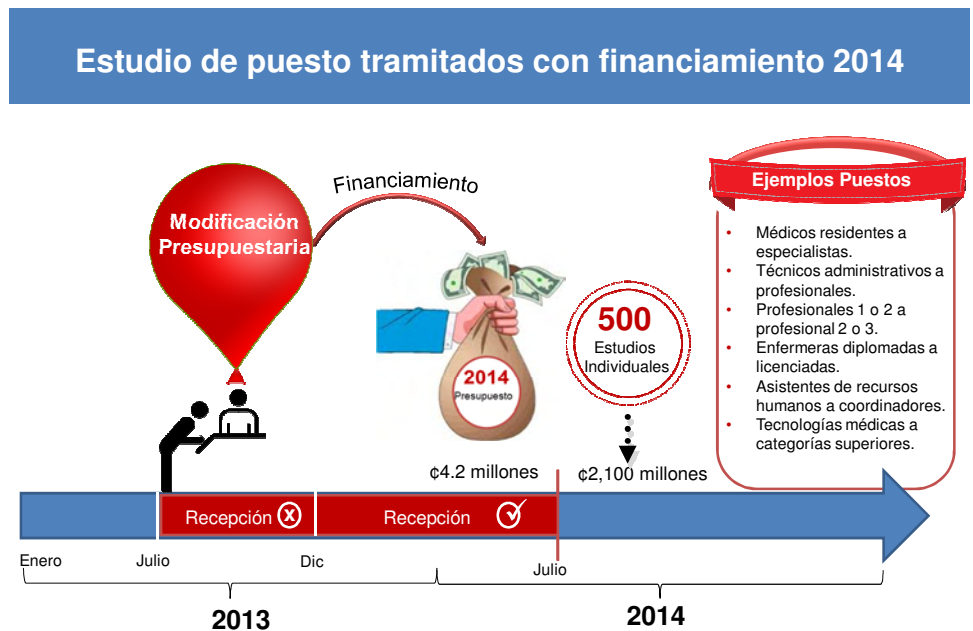 Estudio de puesto tramitados con financiamiento 2014
Financiamiento
Modificación
Presupuestaria
2014
Presupuesto
500
Estudios
Individuales
Ejemplos Puestos
• Médicos residentes a
especialistas.
• Técnicos administrativos a
profesionales.
• Profesionales 1 o 2 a
profesional 2 o 3.
• Enfermeras diplomadas a
licenciadas.
• Asistentes de recursos
humanos a coordinadores.
• Tecnologías médicas a
categorías superiores.
¢4.2 millones
¢2,100 millones
Recepción
Recepción
Enero
Julio
Dic
Julio
2013
2014